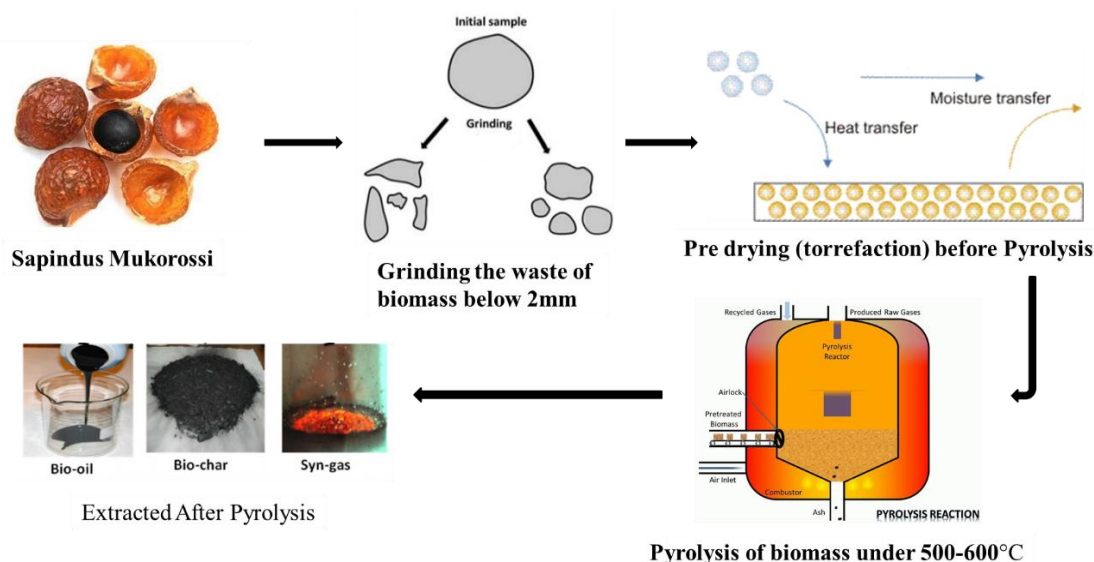 Sapindus Mukorossi
Initial sample
Grinding
Grinding the waste of
biomass below 2mm
Moisture transfer
Heat transfer
Pre drying (torrefaction) before Pyrolysis
Recycled Gases
Produced Raw Gases
Pyrolysis
Reactor
Airlock
Pretreated
Biomass
Air Inlet
Combustor
Ash
PYROLYSIS REACTION
Pyrolysis of biomass under 500-600°C
Bio-oil
Bio-char
Syn-gas
Extracted After Pyrolysis